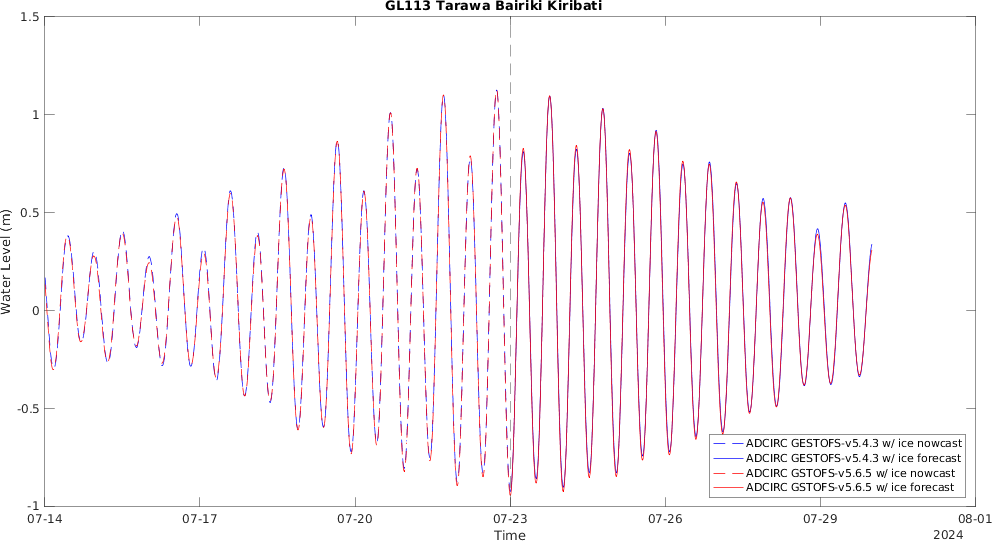 GL113 Tarawa Bairiki Kiribati
1.5
1
0.5
0
-0.5
-1
Water Level (m)
07-14
07-17
07-20
07-23
07-26
07-29
08-01
Time
2024
ADCIRC GESTOFS-v5.4.3 w/ ice nowcast
ADCIRC GESTOFS-v5.4.3 w/ ice forecast
ADCIRC GSTOFS-v5.6.5 w/ ice nowcast
ADCIRC GSTOFS-v5.6.5 w/ ice forecast